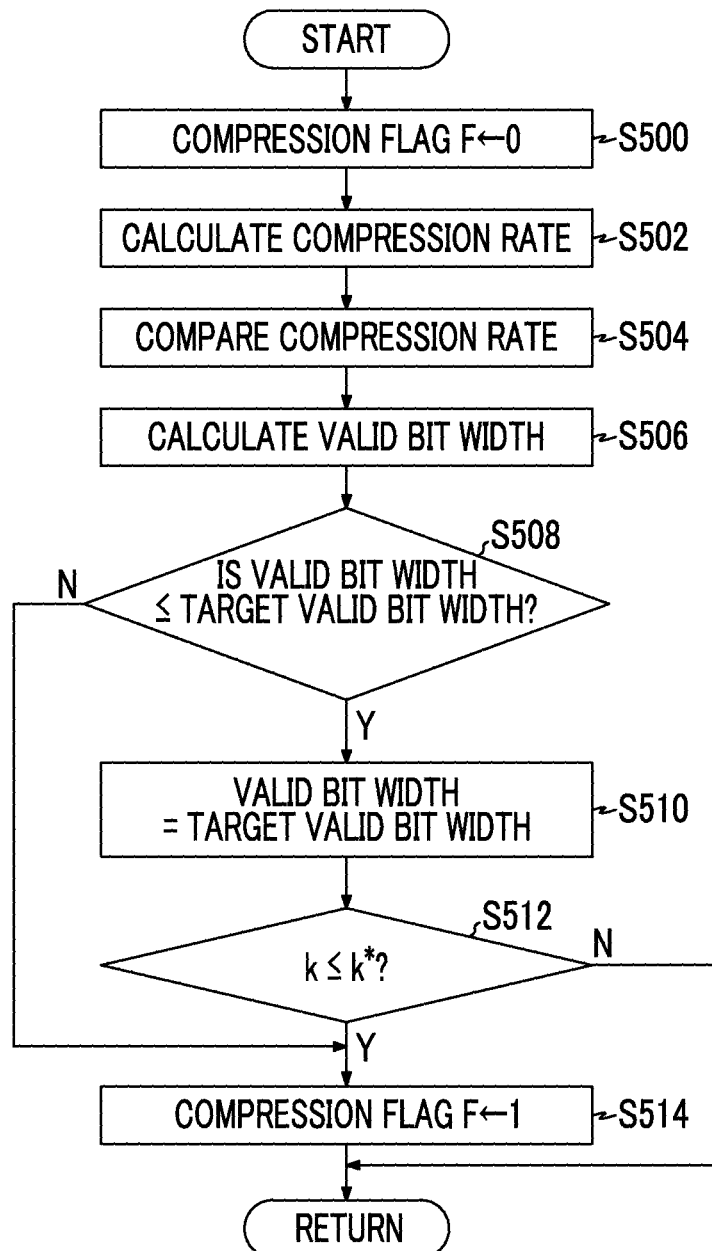 START
COMPRESSION FLAG F←0
S500
CALCULATE COMPRESSION RATE
S502
COMPARE COMPRESSION RATE
S504
CALCULATE VALID BIT WIDTH
S506
S508
IS VALID BIT WIDTH
≤ TARGET VALID BIT WIDTH?
N
Y
VALID BIT WIDTH
= TARGET VALID BIT WIDTH
S510
S512
k ≤ k*?
N
Y
COMPRESSION FLAG F←1
S514
RETURN